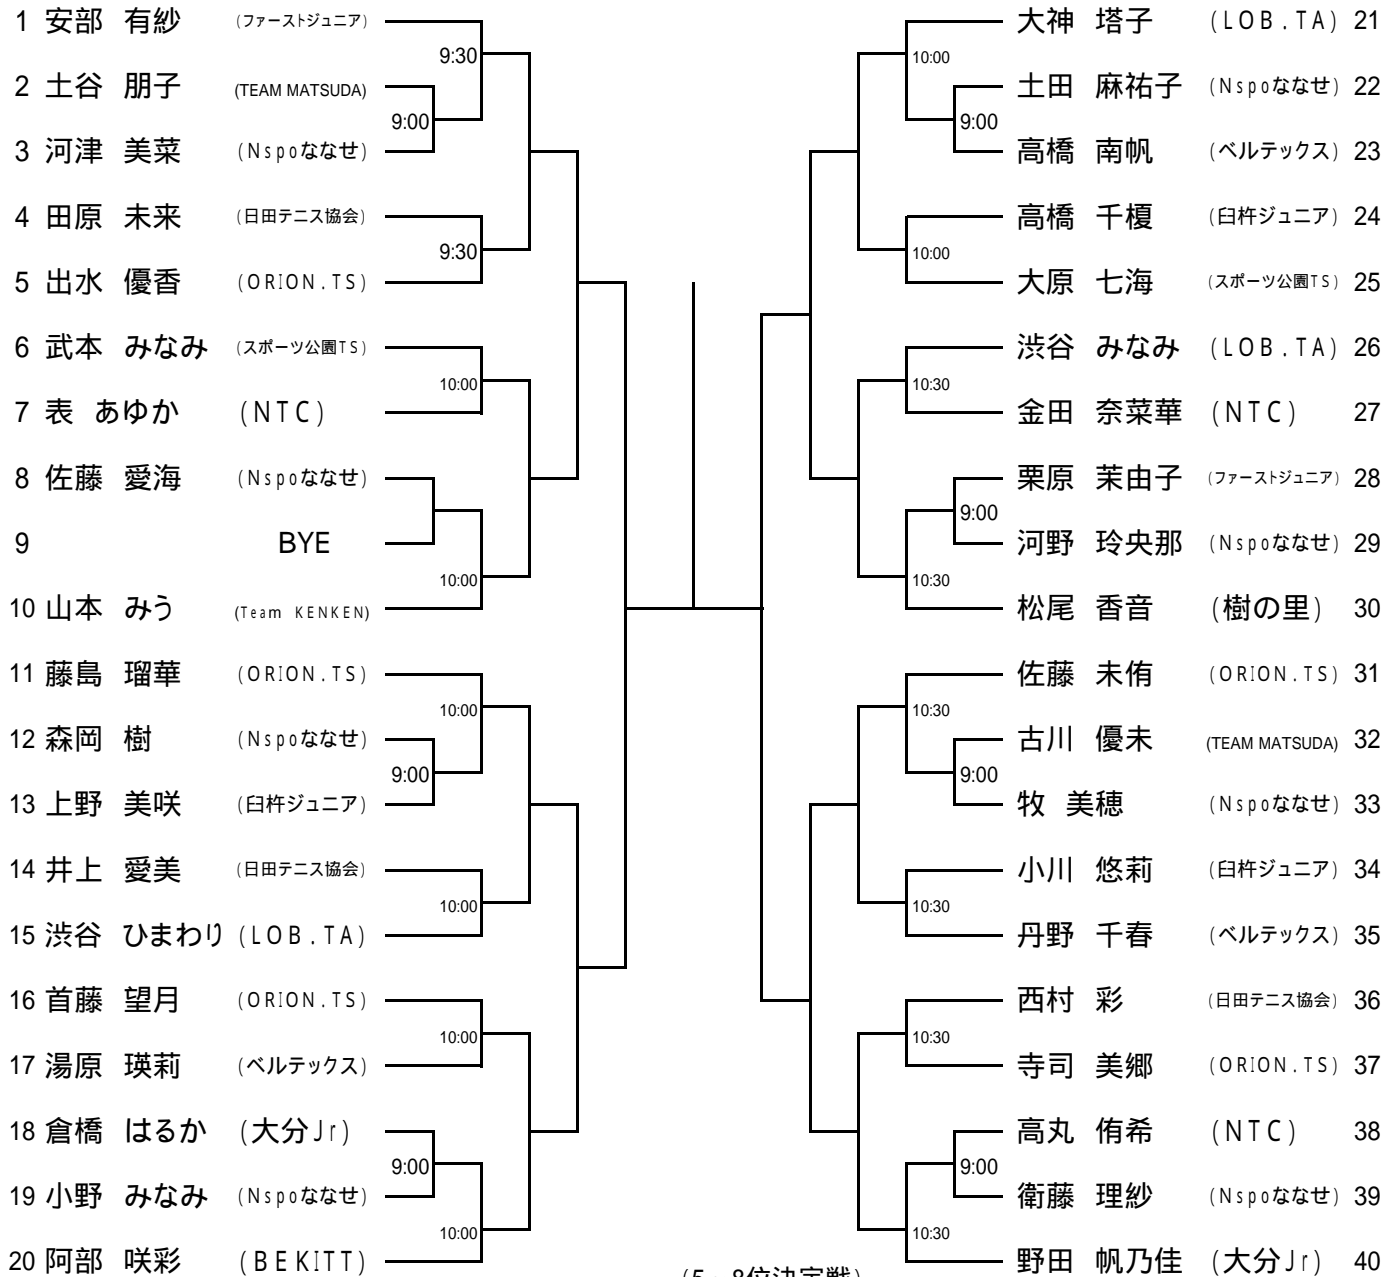 1 安部 有紗 (ファーストジュニア)
9:30
2 土谷 朋子 (TEAM MATSUDA)
9:00
3 河津 美菜 (Nspoななせ)
4 田原 未来 (日田テニス協会)
9:30
5 出水 優香 (ORION.TS)
6 武本 みなみ (スポーツ公園TS)
10:00
7 表 あゆか (NTC)
8 佐藤 愛海 (Nspoななせ)
9 BYE
10:00
10 山本 みう (Team KENKEN)
11 藤島 瑠華 (ORION.TS)
10:00
12 森岡 樹 (Nspoななせ)
9:00
13 上野 美咲 (臼杵ジュニア)
14 井上 愛美 (日田テニス協会)
10:00
15 渋谷 ひまわり (LOB.TA)
16 首藤 望月 (ORION.TS)
10:00
17 湯原 瑛莉 (ベルテックス)
18 倉橋 はるか (大分Jr)
9:00
19 小野 みなみ (Nspoななせ)
10:00
20 阿部 咲彩 (BEKITT)
大神 塔子 (LOB.TA) 21
10:00
土田 麻祐子 (Nspoななせ) 22
9:00
高橋 南帆 (ベルテックス) 23
高橋 千榎 (臼杵ジュニア) 24
10:00
大原 七海 (スポーツ公園TS) 25
渋谷 みなみ (LOB.TA) 26
10:30
金田 奈菜華 (NTC) 27
栗原 茉由子 (ファーストジュニア) 28
9:00
河野 玲央那 (Nspoななせ) 29
10:30
松尾 香音 (樹の里) 30
佐藤 未侑 (ORION.TS) 31
10:30
古川 優未 (TEAM MATSUDA) 32
9:00
牧 美穂 (Nspoななせ) 33
小川 悠莉 (臼杵ジュニア) 34
10:30
丹野 千春 (ベルテックス) 35
西村 彩 (日田テニス協会) 36
10:30
寺司 美郷 (ORION.TS) 37
高丸 侑希 (NTC) 38
9:00
衛藤 理紗 (Nspoななせ) 39
10:30
野田 帆乃佳 (大分Jr) 40